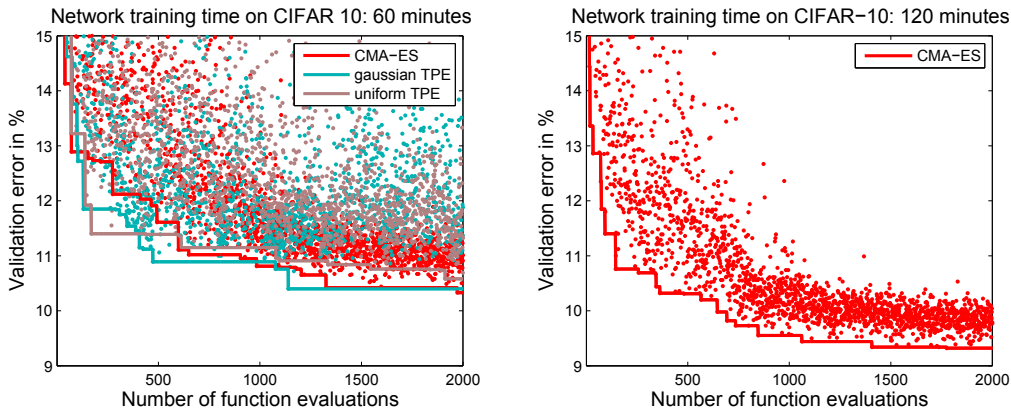 Network training time on CIFAR 10: 60 minutes
15
14
13
12
11
10
9
Validation error in %
CMA−ES
gaussian TPE
uniform TPE
500
1000
1500
2000
Number of function evaluations
Network training time on CIFAR−10: 120 minutes
15
14
13
12
11
10
9
Validation error in %
CMA−ES
500
1000
1500
2000
Number of function evaluations